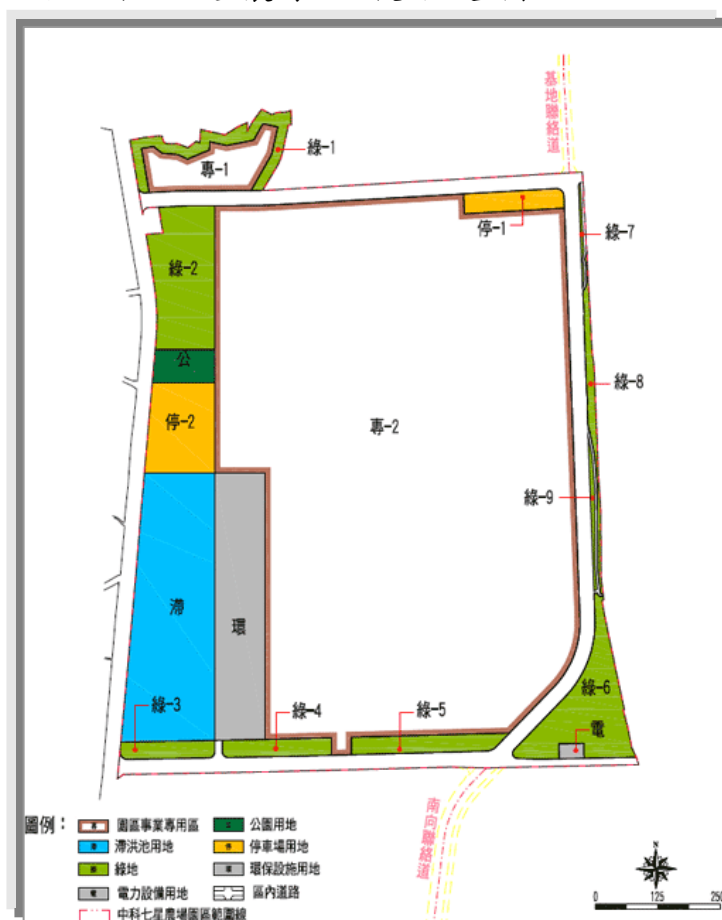 基地聯絡道
綠-1
專-1
停-1
綠-7
綠-2
公
綠-8
停-2
專-2
綠-9
滯
環
綠-6
綠-3
綠-4
綠-5
電
南向聯絡道
圖例：
園區事業專用區
公園用地
滯洪池用地
停 停車場用地
綠地
環保設施用地
電力設備用地
區內道路
中科七星農場園區範圍線
N
0 125 250